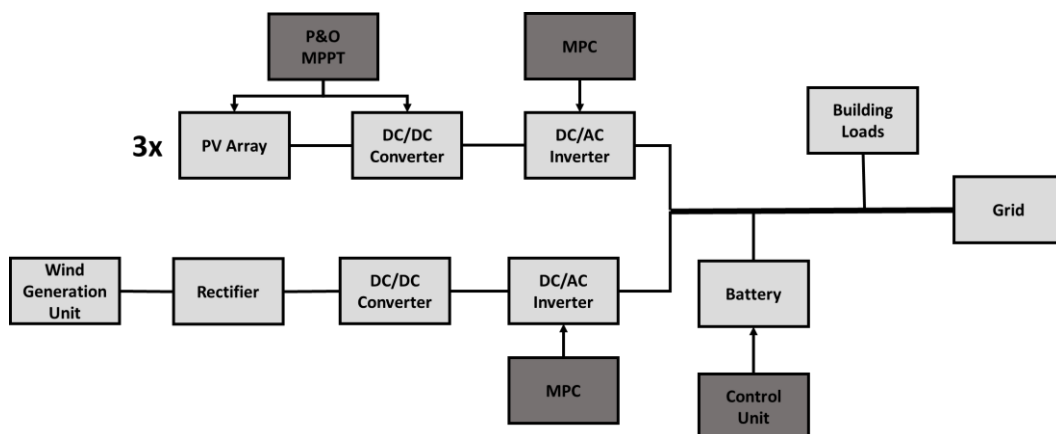 P&O
MPPT
MPC
3x
PV Array
DC/DC
Converter
DC/AC
Inverter
Building
Loads
Grid
Wind
Generation
Unit
Rectifier
DC/DC
Converter
DC/AC
Inverter
Battery
MPC
Control
Unit